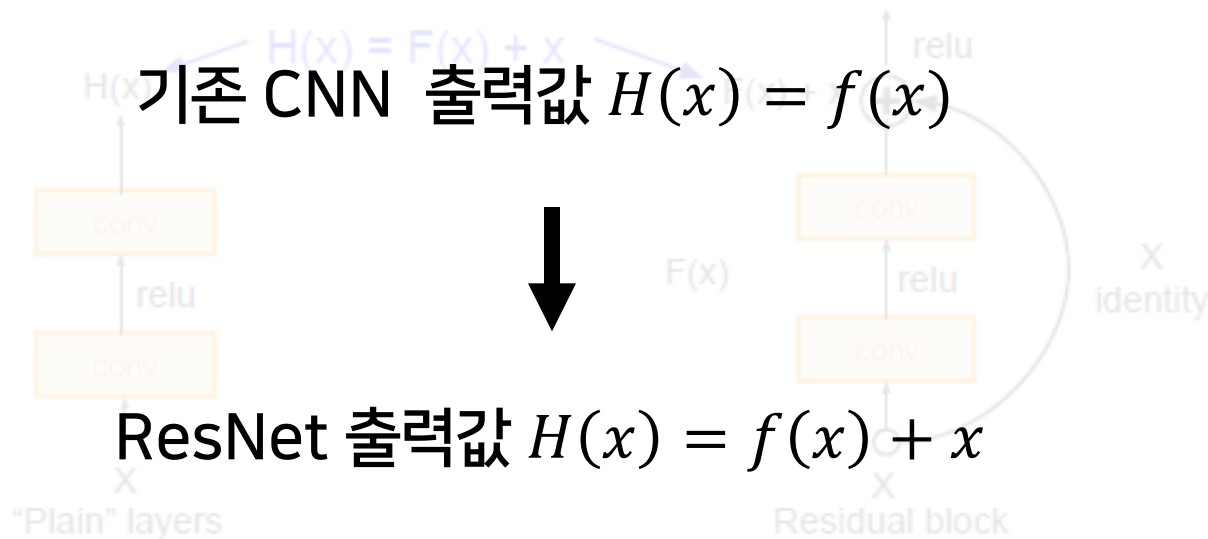 H(x) = F(x) + x
기존 CNN 출력값 H(x) = f(x)
H(x)
relu
conv
conv
F(x)
relu
relu
X
identity
conv
conv
ResNet 출력값 H(x) = f(x) + x
X
X
“Plain” layers
Residual block